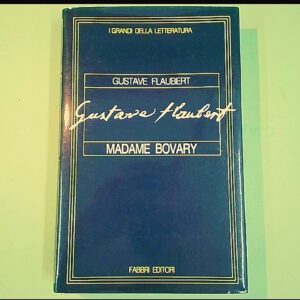 I GRANDI DELLA LETTERATURA
GUSTAVE FLAUBERT
Gustave Flaubert
MADAME BOVARY
FABBRI EDITORI